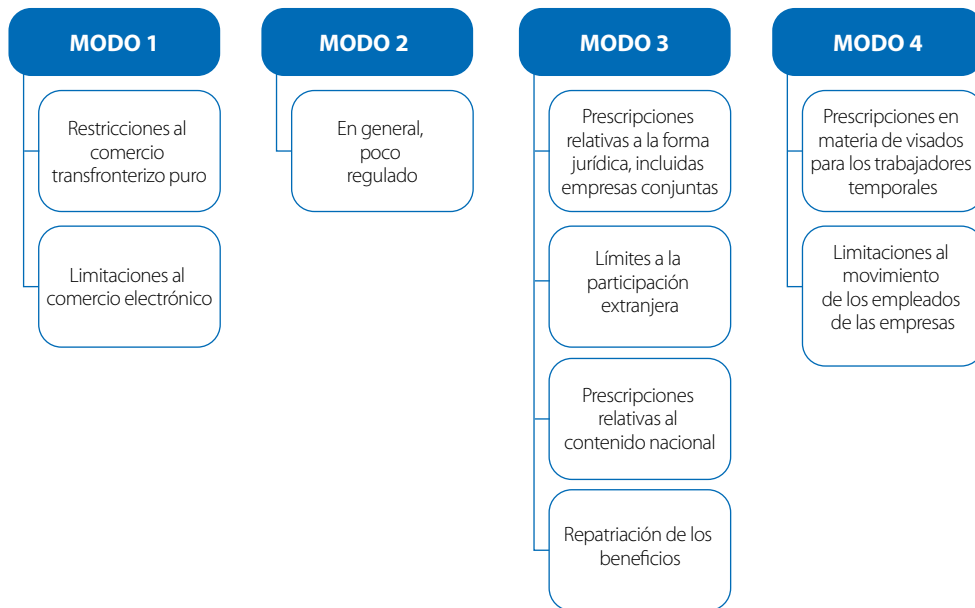 MODO 1
Restricciones al
comercio
transfronterizo puro
Limitaciones al
comercio electrónico
MODO 2
En general,
poco
regulado
MODO 3
Prescripciones
relativas a la forma
jurídica, incluidas
empresas conjuntas
Límites a la
participación
extranjera
Prescripciones
relativas al
contenido nacional
Repatriación de los
beneficios
MODO 4
Prescripciones en
materia de visados
para los trabajadores
temporales
Limitaciones al
movimiento
de los empleados
de las empresas